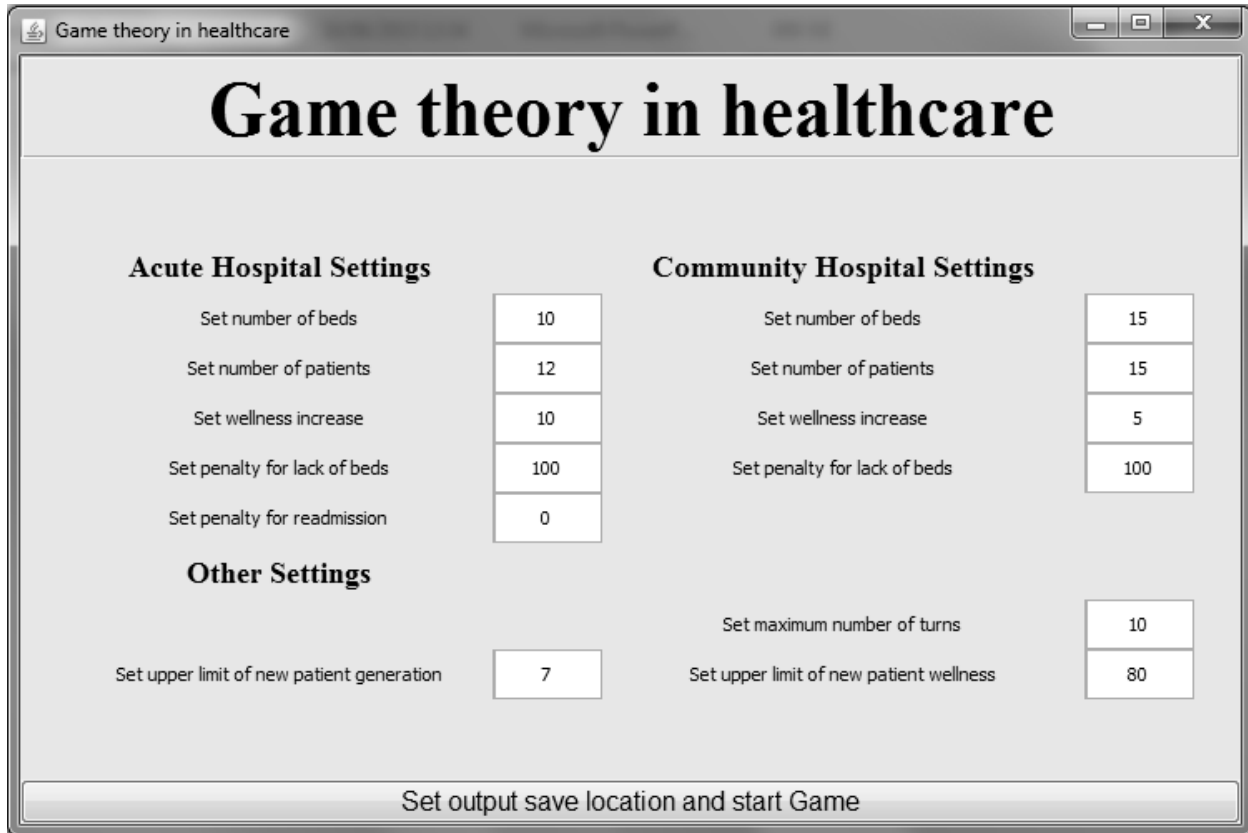 Game theory in healthcare
Game theory in healthcare
Acute Hospital Settings
Community Hospital Settings
Set number of beds 10 Set number of beds 15
Set number of patients 12 Set number of patients 15
Set wellness increase 10 Set wellness increase 5
Set penalty for lack of beds 100 Set penalty for lack of beds 100
Set penalty for readmission 0
Other Settings
Set maximum number of turns 10
Set upper limit of new patient generation 7 Set upper limit of new patient wellness 80
Set output save location and start Game